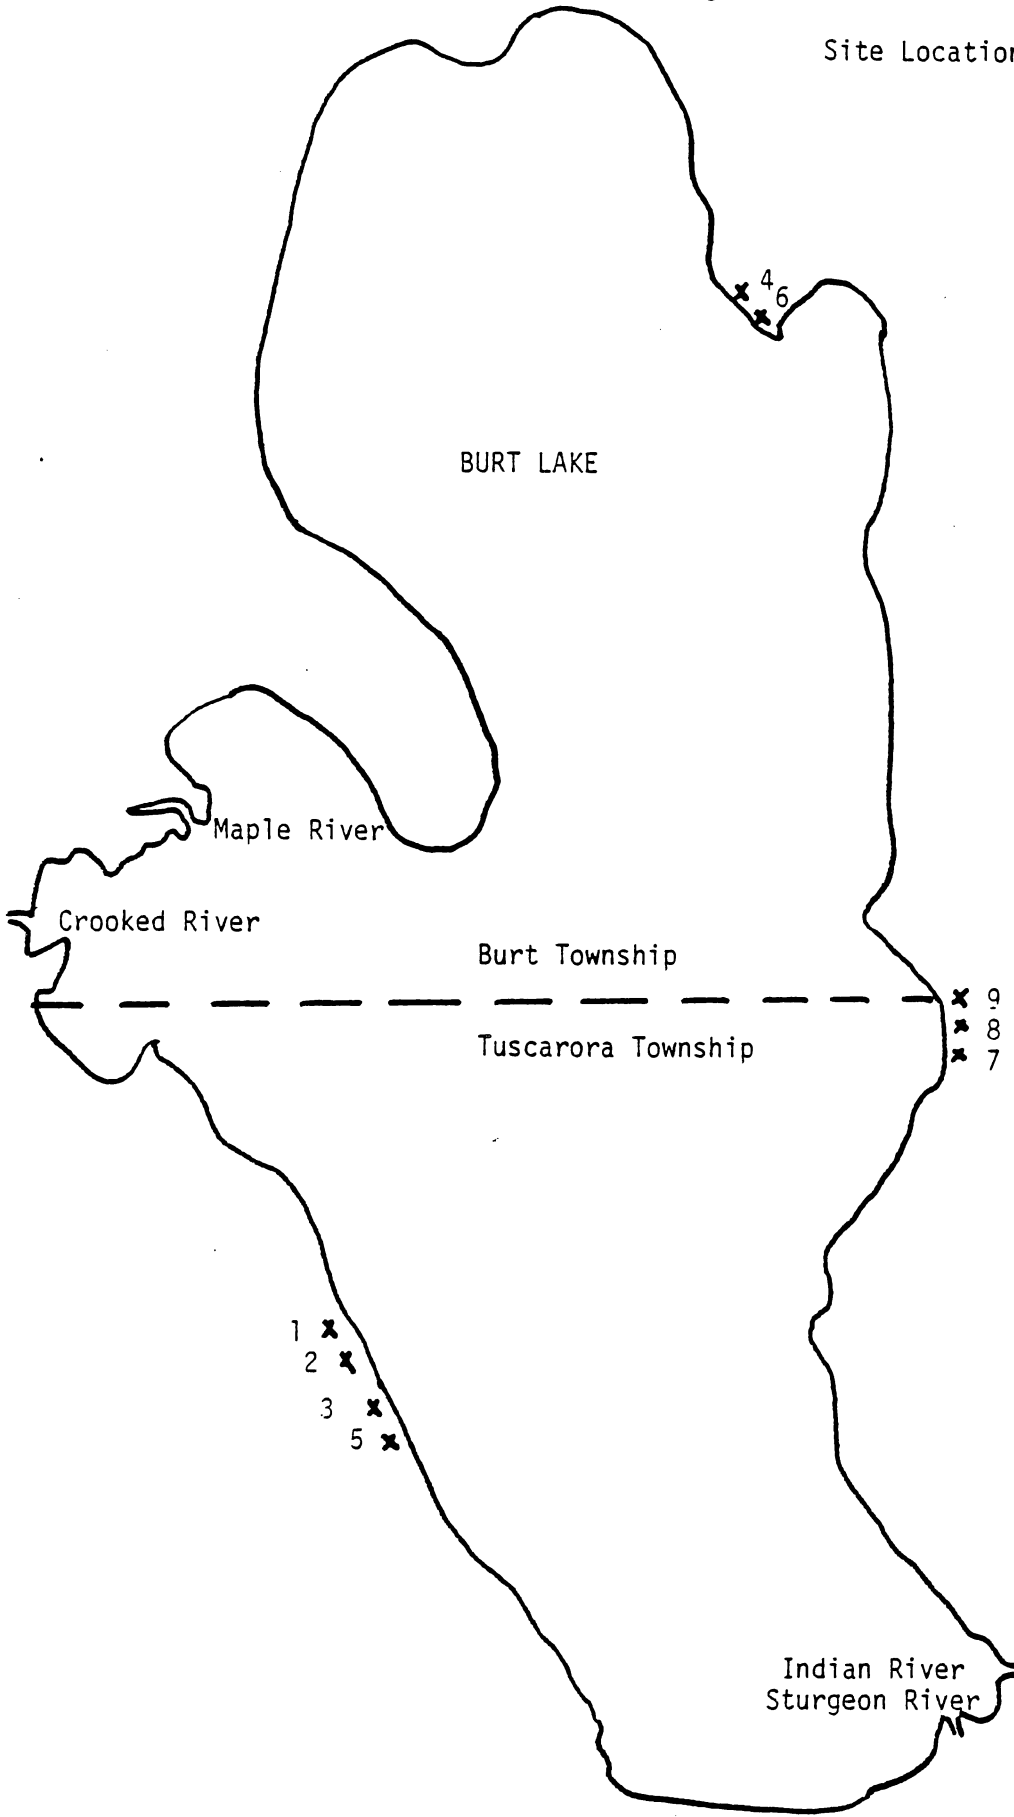 Site Location
4
6
BURT LAKE
Maple River
Crooked River
Burt Township
9
8
Tuscarora Township
7
1
2
3
5
Indian River
Sturgeon River